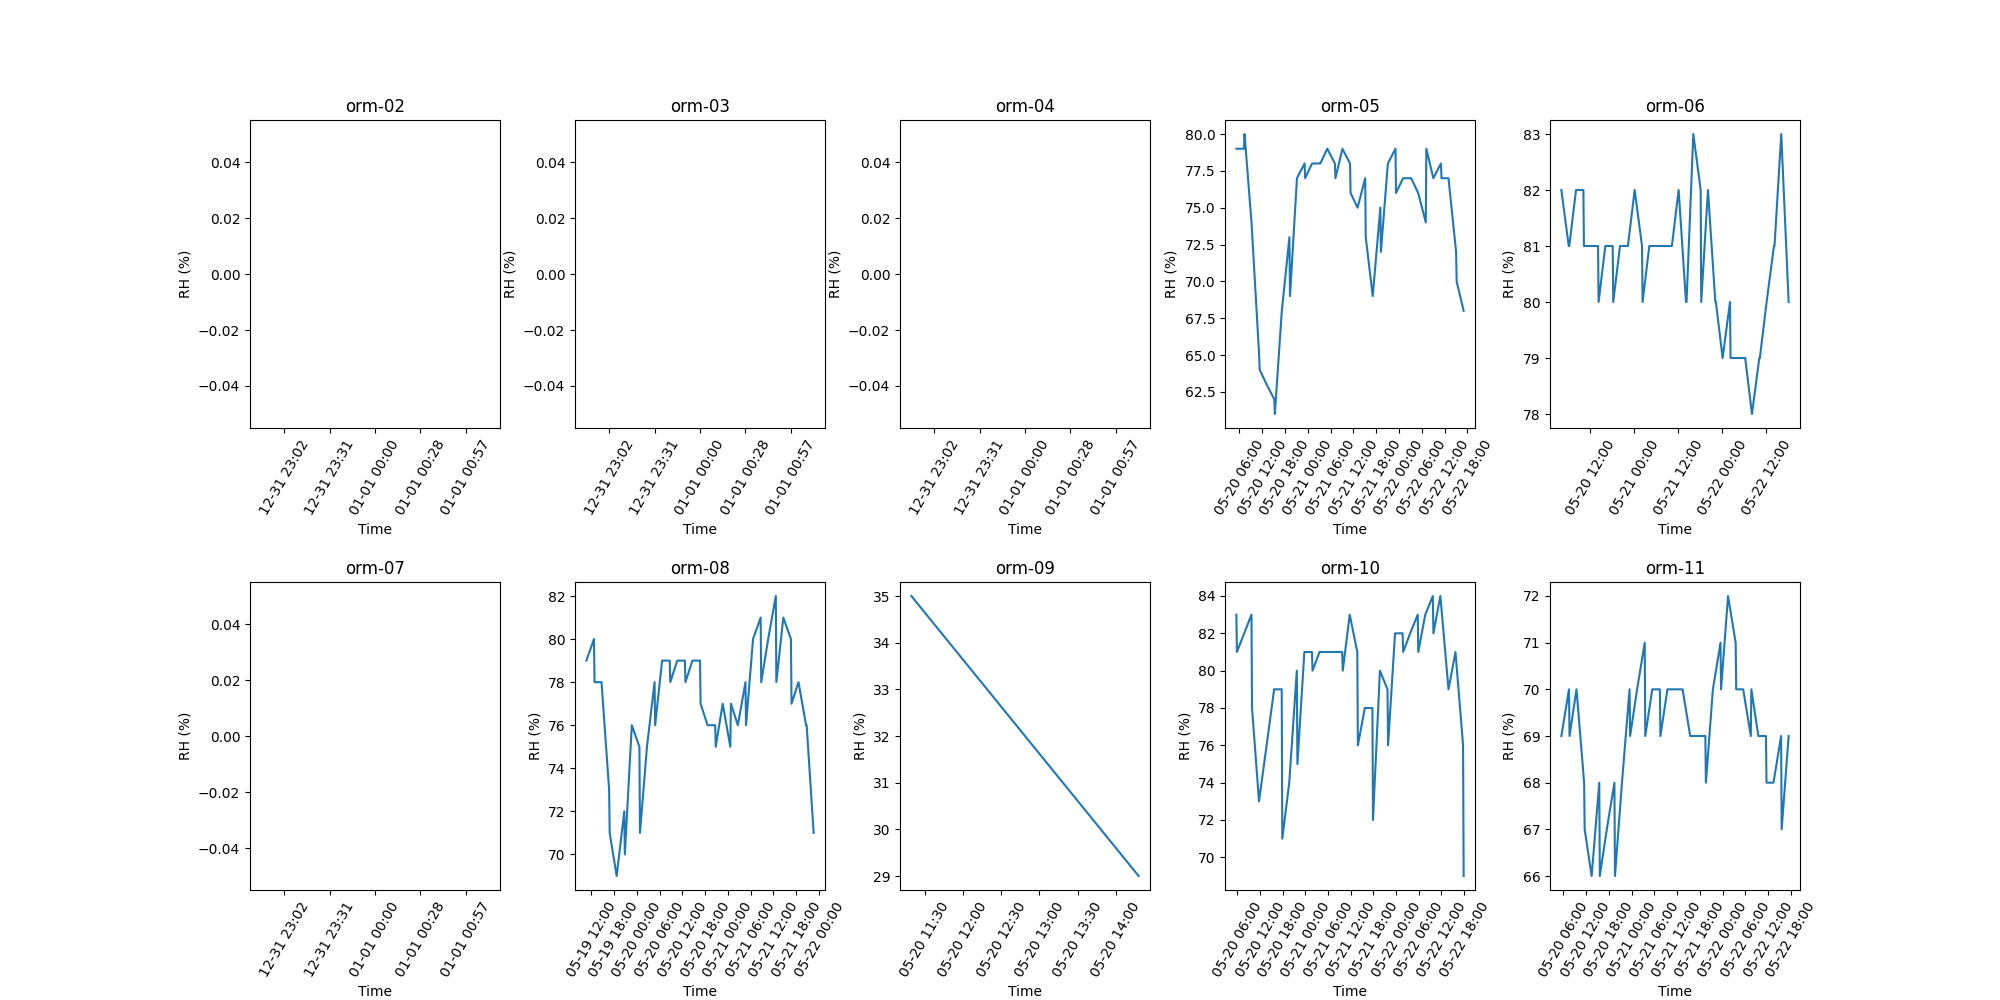 orm-02 orm-03 orm-04 orm-05 orm-06
RH (%)
0.04
0.02
0.00
−0.02
−0.04
12-31 23:02 12-31 23:31 01-01 00:00 01-01 00:28 01-01 00:57
Time
RH (%)
0.04
0.02
0.00
−0.02
−0.04
12-31 23:02 12-31 23:31 01-01 00:00 01-01 00:28 01-01 00:57
Time
RH (%)
0.04
0.02
0.00
−0.02
−0.04
12-31 23:02 12-31 23:31 01-01 00:00 01-01 00:28 01-01 00:57
Time
RH (%)
80.0
77.5
75.0
72.5
70.0
67.5
65.0
62.5
05-20 06:00 05-20 12:00 05-20 18:00 05-21 00:00 05-21 06:00 05-21 12:00 05-21 18:00 05-22 00:00 05-22 06:00 05-22 12:00 05-22 18:00
Time
RH (%)
83
82
81
80
79
78
05-20 12:00 05-21 00:00 05-21 12:00 05-22 00:00 05-22 12:00
Time
orm-07 orm-08 orm-09 orm-10 orm-11
RH (%)
0.04
0.02
0.00
−0.02
−0.04
12-31 23:02 12-31 23:31 01-01 00:00 01-01 00:28 01-01 00:57
Time
RH (%)
82
80
78
76
74
72
70
05-19 12:00 05-19 18:00 05-20 00:00 05-20 06:00 05-20 12:00 05-20 18:00 05-21 00:00 05-21 06:00 05-21 12:00 05-21 18:00 05-22 00:00
Time
RH (%)
35
34
33
32
31
30
29
05-20 11:30 05-20 12:00 05-20 12:30 05-20 13:00 05-20 13:30 05-20 14:00
Time
RH (%)
84
82
80
78
76
74
72
70
05-20 06:00 05-20 12:00 05-20 18:00 05-21 00:00 05-21 06:00 05-21 12:00 05-21 18:00 05-22 00:00 05-22 06:00 05-22 12:00 05-22 18:00
Time
RH (%)
72
71
70
69
68
67
66
05-20 06:00 05-20 12:00 05-20 18:00 05-21 00:00 05-21 06:00 05-21 12:00 05-21 18:00 05-22 00:00 05-22 06:00 05-22 12:00 05-22 18:00
Time